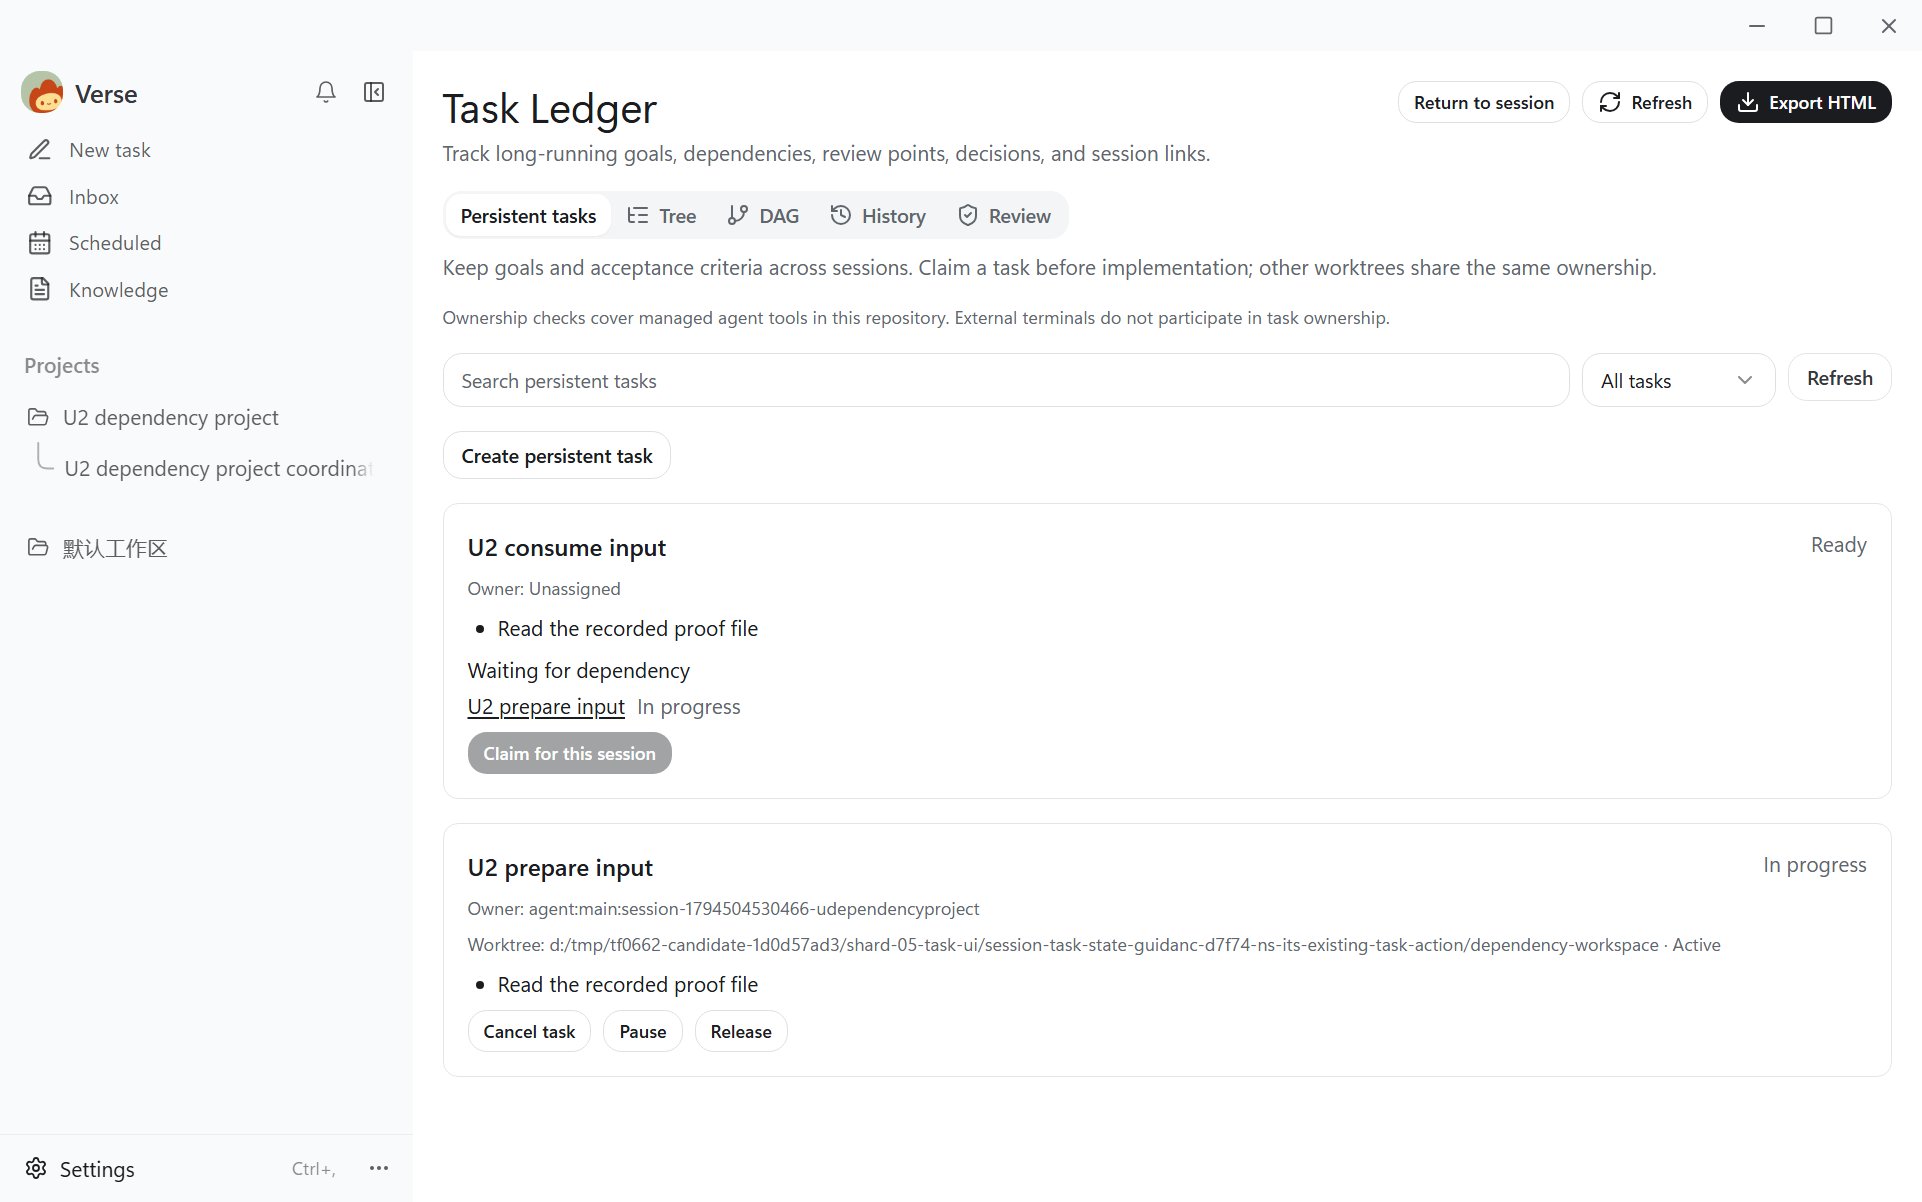 Verse
New task
Inbox
Scheduled
Knowledge
Projects
U2 dependency project
U2 dependency project coordinat
默认工作区
Settings
Ctrl+,
Task Ledger
Return to session
Refresh
Export HTML
Track long-running goals, dependencies, review points, decisions, and session links.
Persistent tasks
Tree
DAG
History
Review
Keep goals and acceptance criteria across sessions. Claim a task before implementation; other worktrees share the same ownership.
Ownership checks cover managed agent tools in this repository. External terminals do not participate in task ownership.
Search persistent tasks
All tasks
Refresh
Create persistent task
U2 consume input
Ready
Owner: Unassigned
Read the recorded proof file
Waiting for dependency
U2 prepare input In progress
Claim for this session
U2 prepare input
In progress
Owner: agent:main:session-1794504530466-udependencyproject
Worktree: d:/tmp/tf0662-candidate-1d0d57ad3/shard-05-task-ui/session-task-state-guidanc-d7f74-ns-its-existing-task-action/dependency-workspace · Active
Read the recorded proof file
Cancel task
Pause
Release